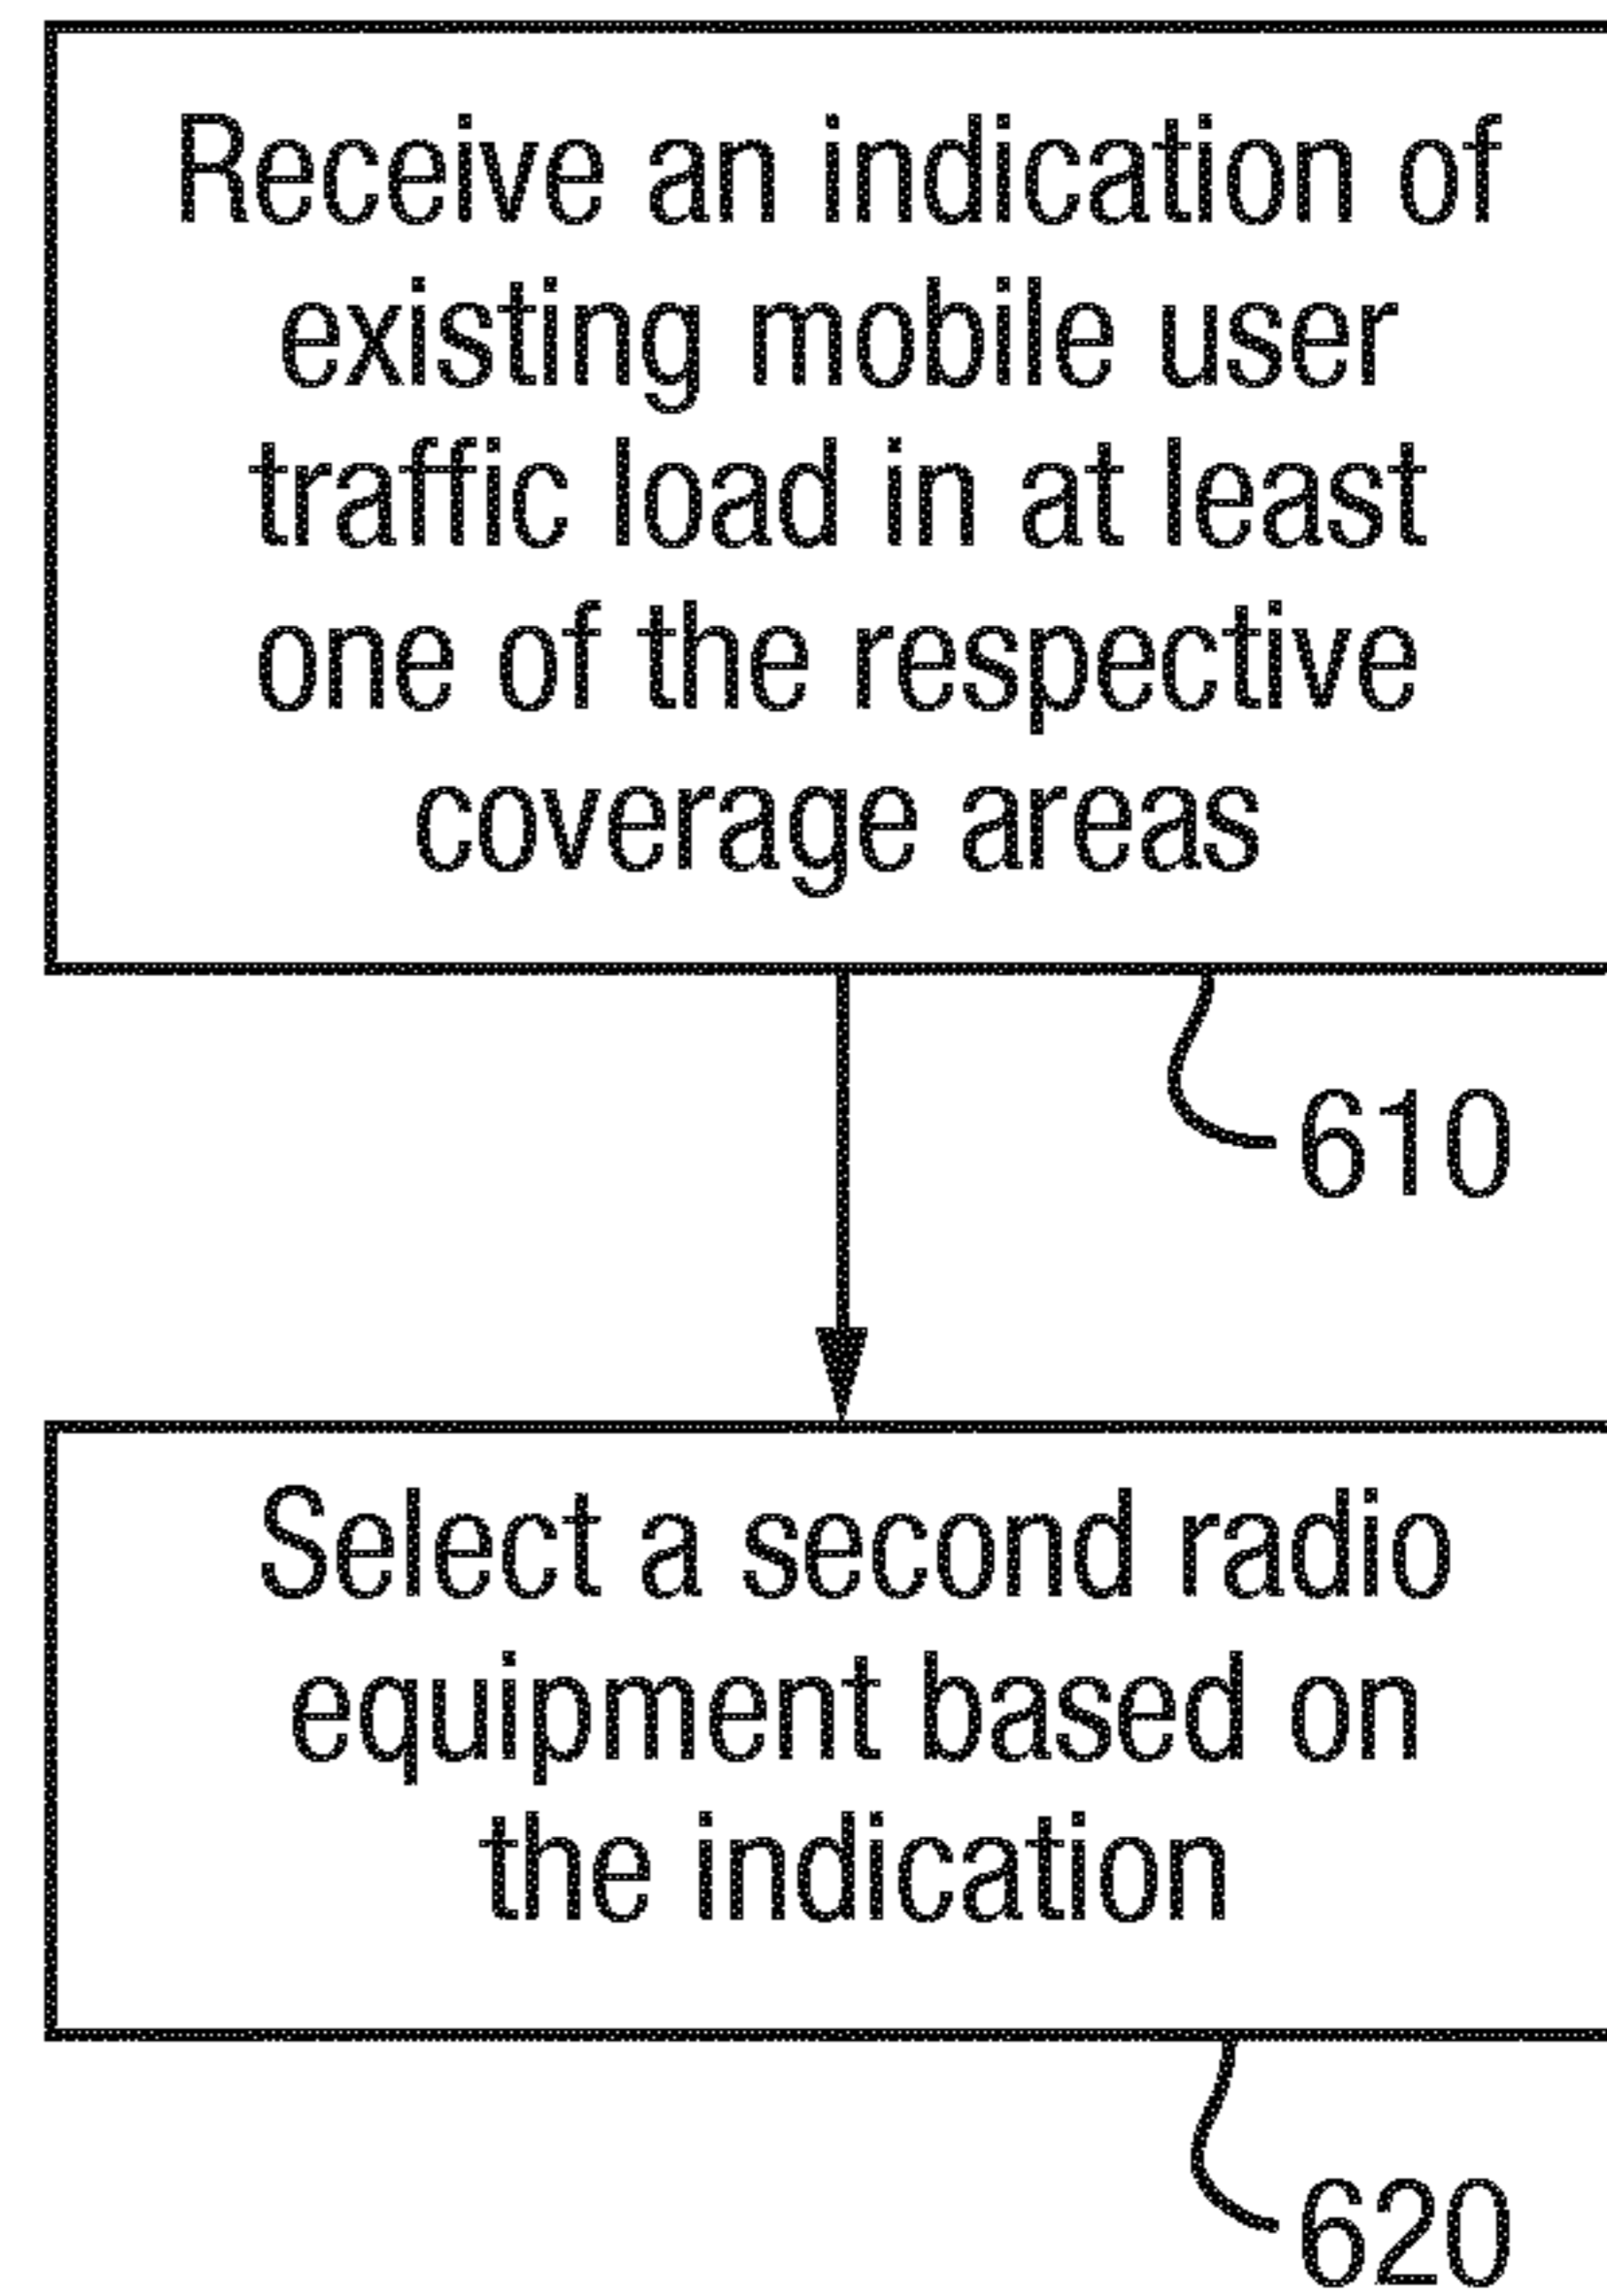 Receive an indication of
existing mobile user
traffic load in at least
one of the respective
coverage areas
610
Select a second radio
equipment based on
the indication
620